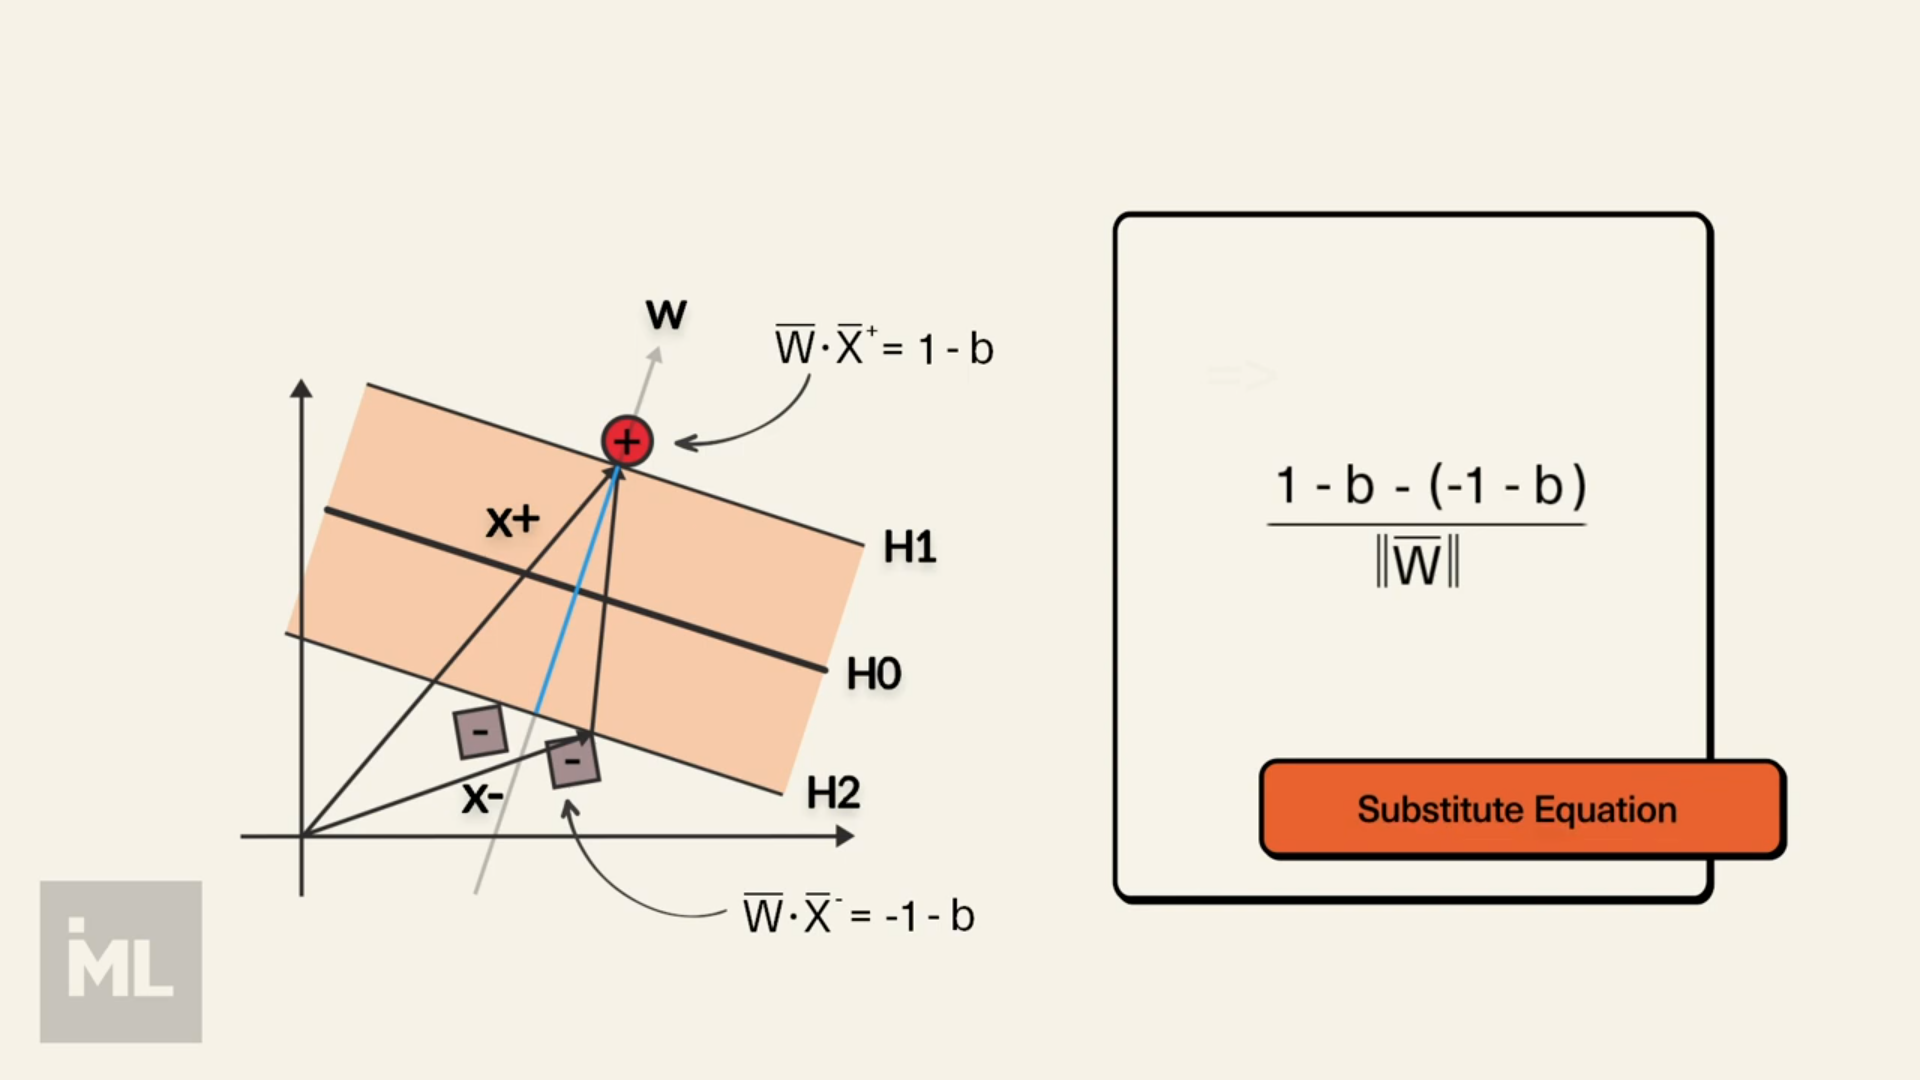 W
W̅ · X̅⁺ = 1 - b
+
x+
H1
H0
-
-
x-
H2
W̅ · X̅⁻ = -1 - b
=>
1 - b - (-1 - b)
‖W̅‖
Substitute Equation
iML